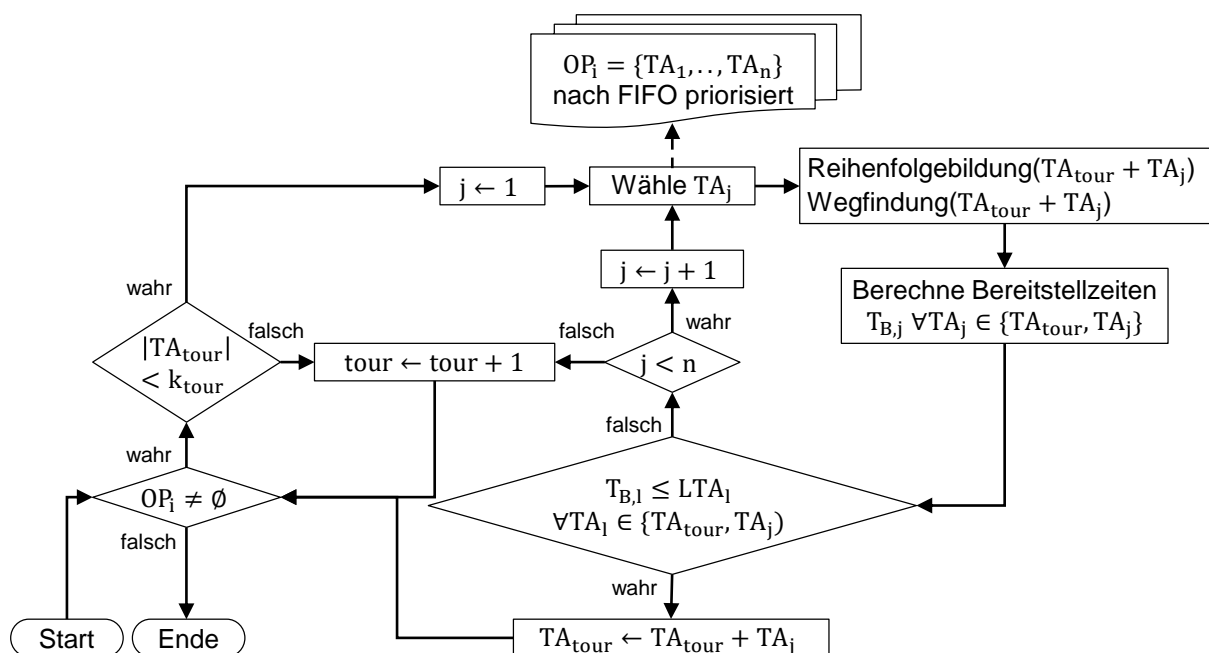 OPᵢ = {TA₁,..,TAₙ}
nach FIFO priorisiert
j ← 1
Wähle TAⱼ
Reihenfolgebildung(TA_tour + TAⱼ)
Wegfindung(TA_tour + TAⱼ)
j ← j + 1
wahr
Berechne Bereitstellzeiten
T_B,j ∀TAⱼ ∈ {TA_tour, TAⱼ}
|TA_tour|
< k_tour
falsch
tour ← tour + 1
falsch
wahr
j < n
falsch
wahr
OPᵢ ≠ ∅
falsch
T_B,l ≤ LTA_l
∀TA_l ∈ {TA_tour, TAⱼ)
wahr
Start
Ende
TA_tour ← TA_tour + TAⱼ